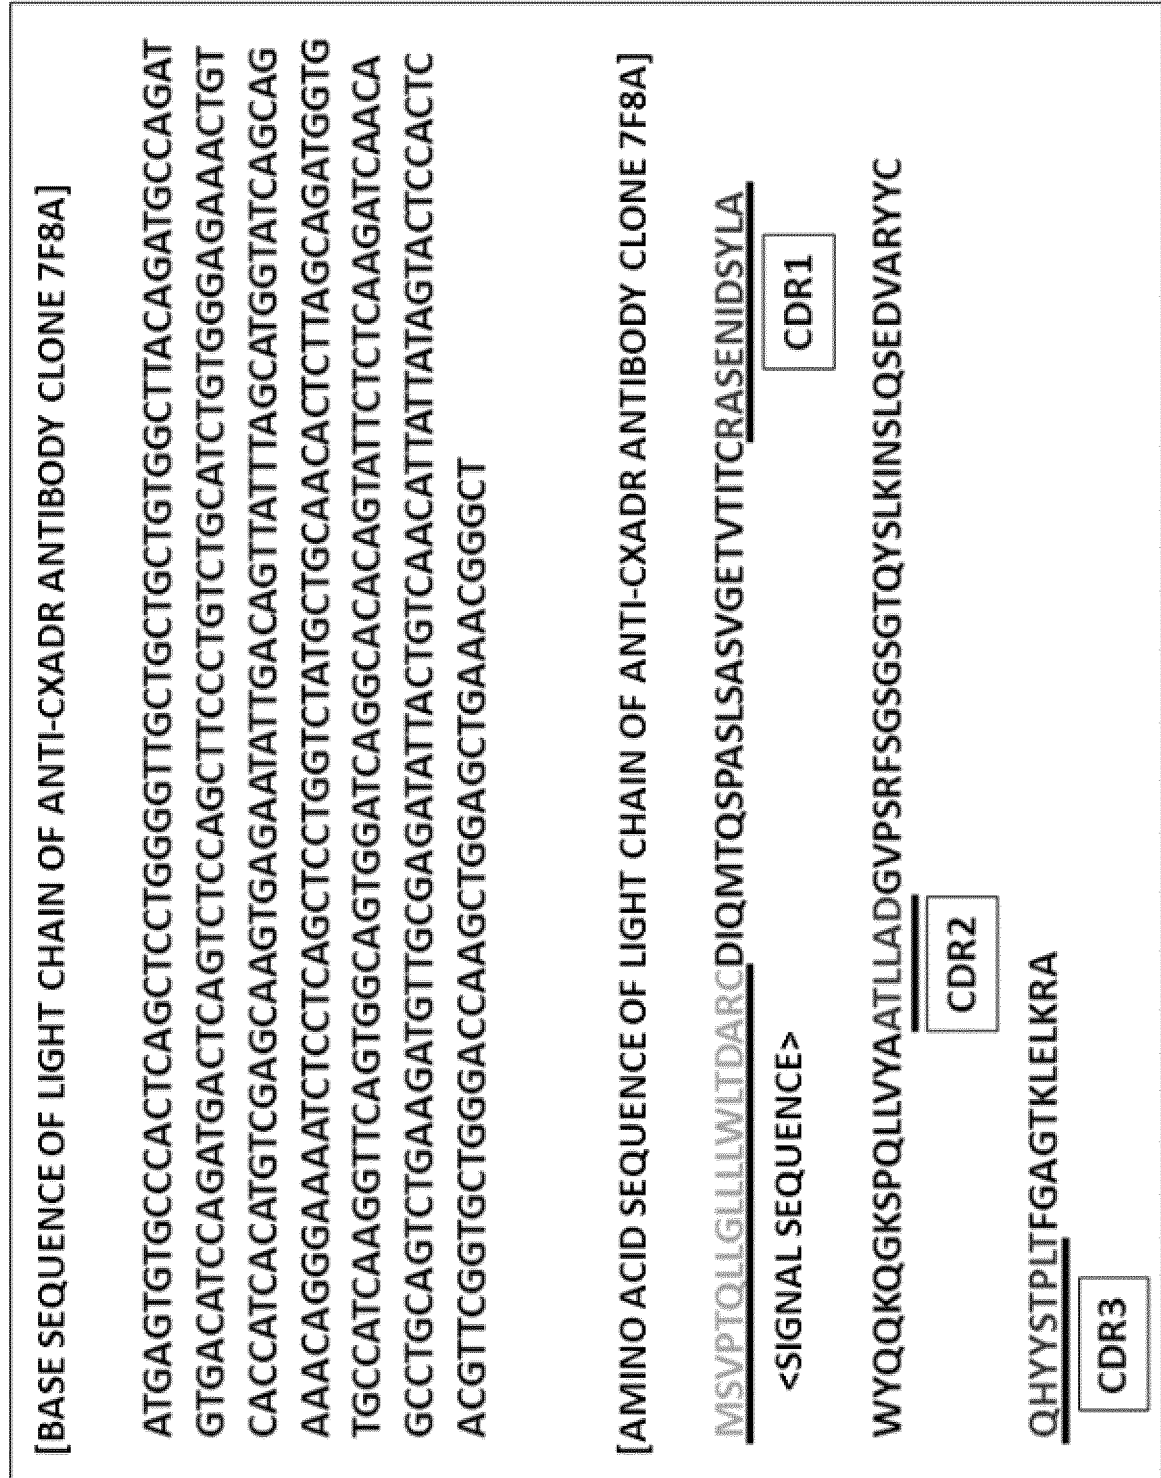 [BASE SEQUENCE OF LIGHT CHAIN OF ANTI-CXADR ANTIBODY CLONE 7F8A]
ATGAGTGTGCCCACTCAGCTCCTGGGGTTGCTGCTGCTGTGGCTTACAGATGCCAGAT
GTGACATCCAGATGACTCAGTCTCCAGCTTCCCTGTCTGCATCTGTGGGAGAAACTGT
CACCATCACATGTCGAGCAAGTGAGAATATTGACAGTTATTTAGCATGGTATCAGCAG
AAACAGGGAAAATCTCCTCAGCTCCTGGTCTATGCTGCAACACTCTTAGCAGATGGTG
TGCCATCAAGGTTCAGTGGCAGTGGATCAGGCACACAGTATTCTCTCAAGATCAACA
GCCTGCAGTCTGAAGATGTTGCGAGATATTACTGTCAACATTATTATAGTACTCCACTC
ACGTTCGGTGCTGGGACCAAGCTGGAGCTGAAACGGGCT
[AMINO ACID SEQUENCE OF LIGHT CHAIN OF ANTI-CXADR ANTIBODY CLONE 7F8A]
MSVPTQLLGLLLLWLTDARCDIQMTQSPASLSASVGETVTITCRASENIDSYLA
<SIGNAL SEQUENCE>
CDR1
WYQQKQGKSPQLLVYAATLLADGVPSRFSGSGSGTQYSLKINSLQSEDVARYYC
CDR2
QHYYSTPLTFGAGTKLELKRA
CDR3